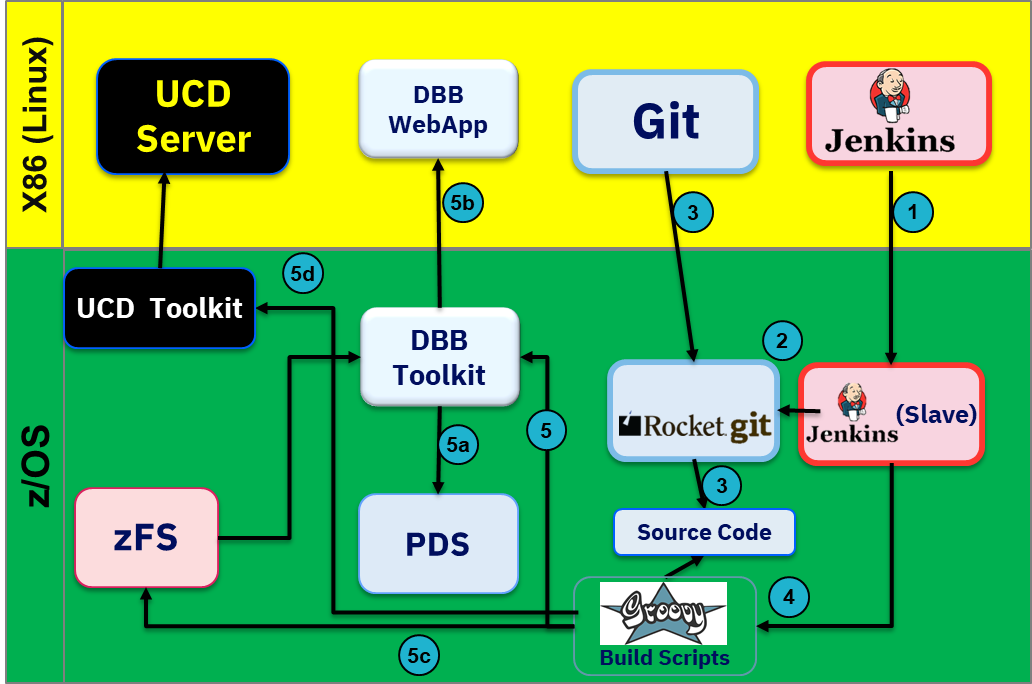 X86 (Linux)
UCD
Server
DBB
WebApp
Git
Jenkins
5b
3
1
z/OS
5d
UCD Toolkit
DBB
Toolkit
2
Rocket git
Jenkins
(Slave)
5
5a
3
zFS
PDS
Source Code
Groovy
Build Scripts
4
5c